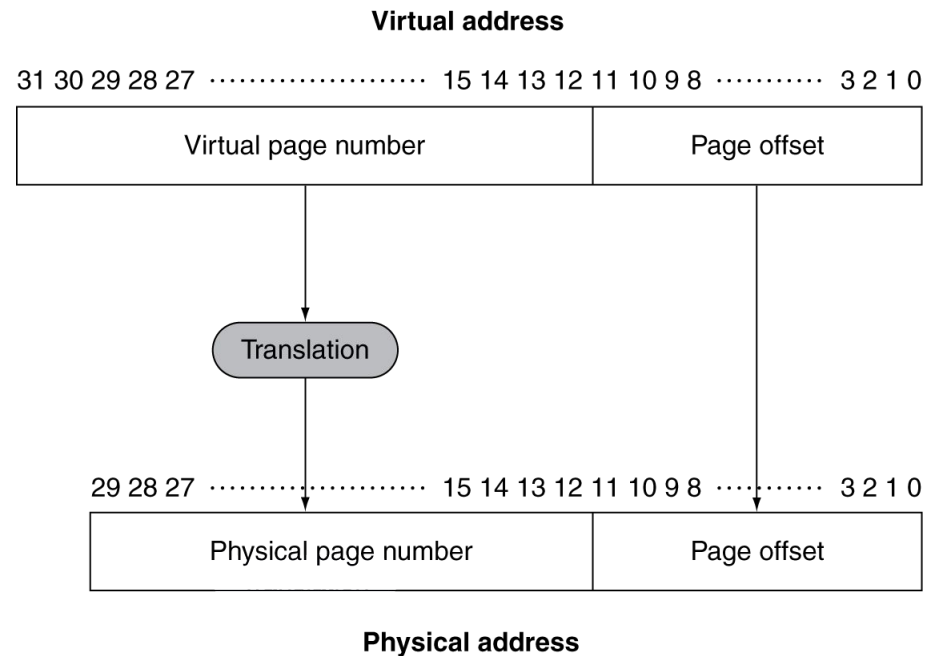 Virtual address
31 30 29 28 27 ······················ 15 14 13 12 11 10 9 8 ··········· 3 2 1 0
Virtual page number Page offset
Translation
29 28 27 ······················ 15 14 13 12 11 10 9 8 ··········· 3 2 1 0
Physical page number Page offset
Physical address